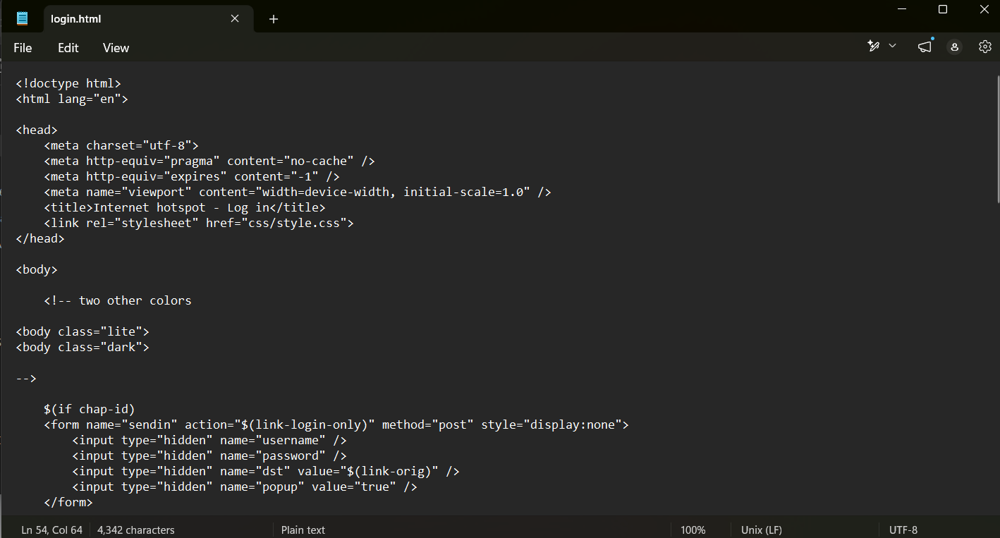 login.html
File Edit View
<!doctype html>
<html lang="en">
<head>
<meta charset="utf-8">
<meta http-equiv="pragma" content="no-cache" />
<meta http-equiv="expires" content="-1" />
<meta name="viewport" content="width=device-width, initial-scale=1.0" />
<title>Internet hotspot - Log in</title>
<link rel="stylesheet" href="css/style.css">
</head>
<body>
<!-- two other colors
<body class="lite">
<body class="dark">
-->
$(if chap-id)
<form name="sendin" action="$(link-login-only)" method="post" style="display:none">
<input type="hidden" name="username" />
<input type="hidden" name="password" />
<input type="hidden" name="dst" value="$(link-orig)" />
<input type="hidden" name="popup" value="true" />
</form>
Ln 54, Col 64 4,342 characters Plain text 100% Unix (LF) UTF-8